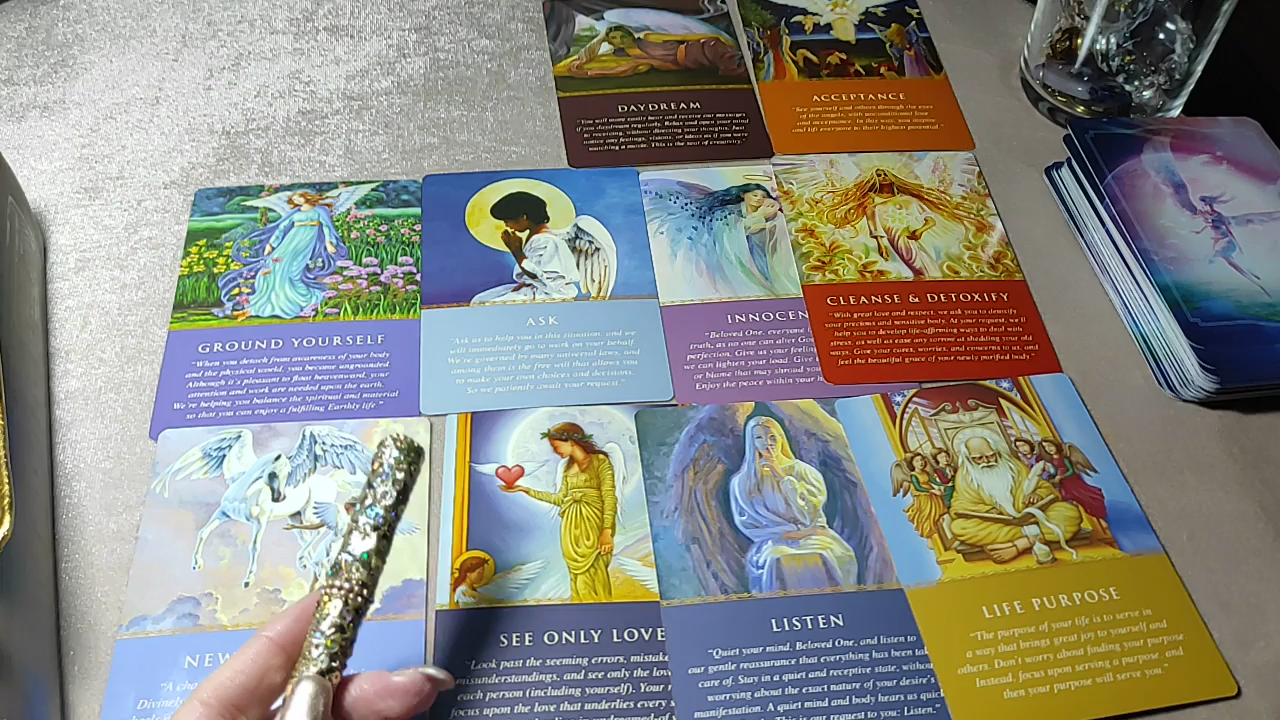 DAYDREAM
"You will more easily hear and receive our messages
if you daydream regularly. Relax and open your mind
to receiving, without directing your thoughts. Just
notice any feelings, visions, or ideas as if you were
watching a movie. This is the seat of creativity."
ACCEPTANCE
"See yourself and others through the eyes
of the angels, with unconditional love
and acceptance. In this way, you inspire
and lift everyone to their highest potential."
GROUND YOURSELF
"When you detach from awareness of your body
and the physical world, you become ungrounded
Although it's pleasant to float heavenward, your
attention and work are needed upon the earth.
We're helping you balance the spiritual and material
so that you can enjoy a fulfilling Earthly life."
ASK
"Ask us to help you in this situation, and we
will immediately go to work on your behalf.
We're governed by many universal laws, and
among them is the free will that allows you
to make your own choices and decisions.
So we patiently await your request."
INNOCEN
"Beloved One, everyone i
truth, as no one can alter Go
perfection. Give us your feelin
we can lighten your load. Give
or blame that may shroud yo
Enjoy the peace within your h
CLEANSE & DETOXIFY
"With great love and respect, we ask you to detoxify
your precious and sensitive body. At your request, we'll
help you to develop life-affirming ways to deal with
stress, as well as easy sorrow at shedding your old
ways. Give your cares, worries, and concerns to us, and
feel the beautiful grace of your newly purified body."
NEW
"A cha
Divinely
SEE ONLY LOVE
"Look past the seeming errors, mistake
misunderstandings, and see only the lov
each person (including yourself). Your
focus upon the love that underlies every s
LISTEN
"Quiet your mind, Beloved One, and listen to
our gentle reassurance that everything has been tak
care of. Stay in a quiet and receptive state, withou
worrying about the exact nature of your desire's
manifestation. A quiet mind and body hears us quick
This is our request to you: Listen."
LIFE PURPOSE
"The purpose of your life is to serve in
a way that brings great joy to yourself and
others. Don't worry about finding your purpose
Instead, focus upon serving a purpose, and
then your purpose will serve you."